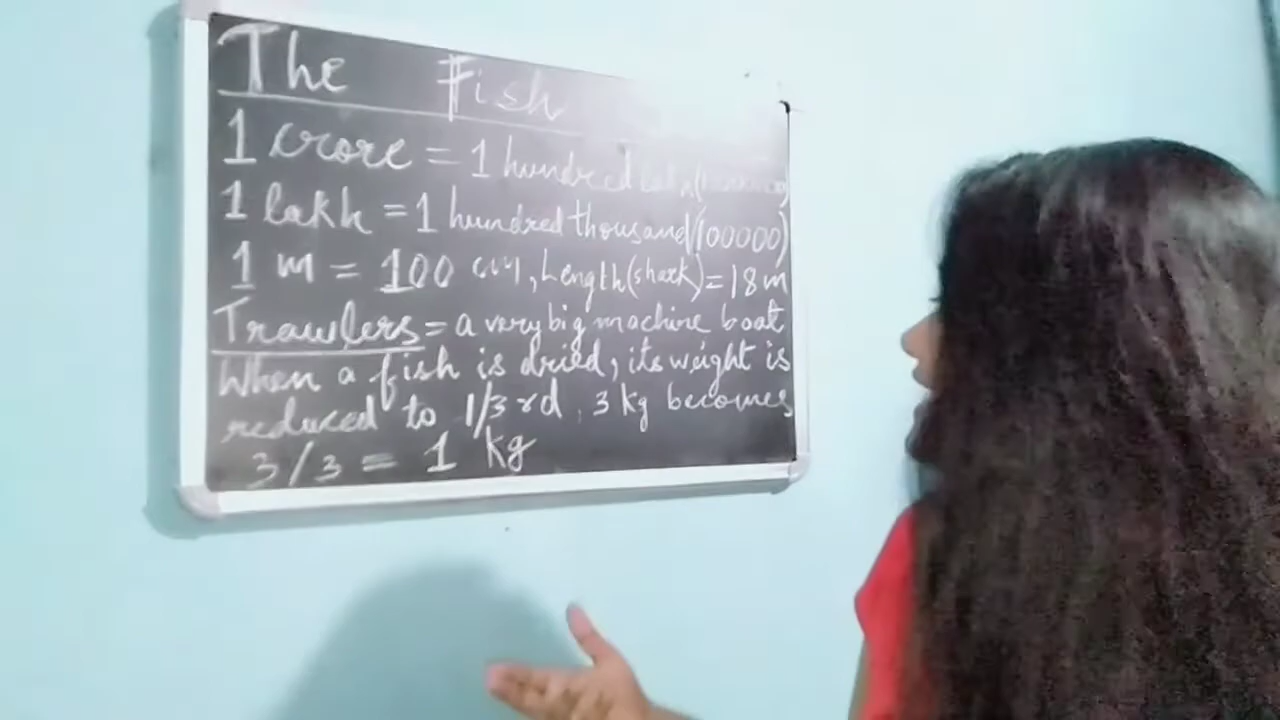 The Fish
1 crore = 1 hundred
1 lakh = 1 hundred thousand (100000)
1 m = 100 cm, Length (shark) = 18 m
Trawlers = a very big machine boat
When a fish is dried, its weight is
reduced to 1/3 rd, 3 kg becomes
3/3 = 1 kg